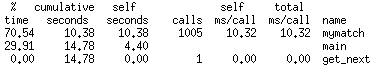 %   cumulative   self              self     total
time   seconds   seconds    calls  ms/call  ms/call  name
70.54     10.38    10.38     1005    10.32    10.32  mymatch
29.91     14.78     4.40                             main
0.00     14.78     0.00        1     0.00     0.00  get_next